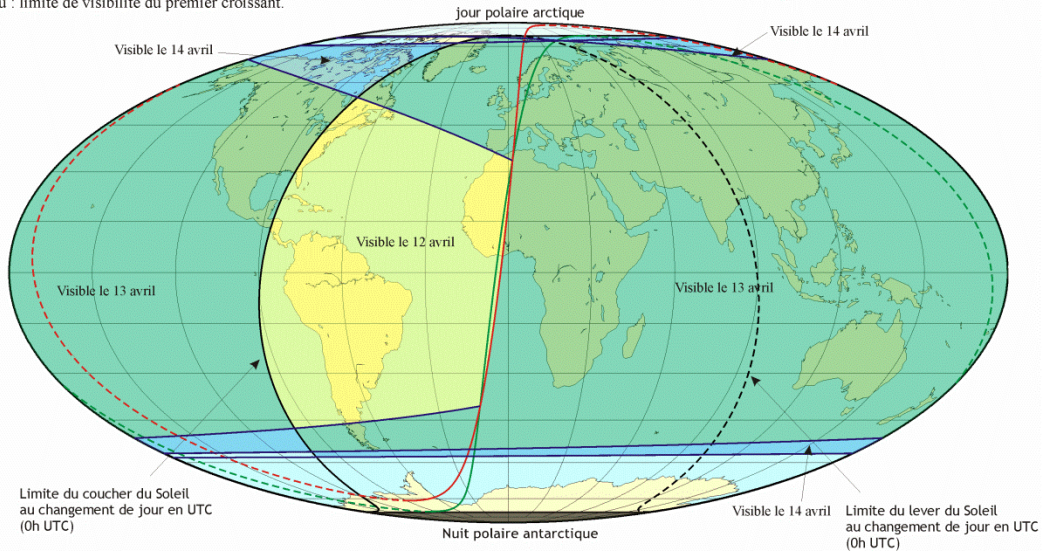 : limite de visibilité du premier croissant.
jour polaire arctique
Visible le 14 avril
Visible le 14 avril
Visible le 12 avril
Visible le 13 avril
Visible le 13 avril
Limite du coucher du Soleil
au changement de jour en UTC
(0h UTC)
Visible le 14 avril
Limite du lever du Soleil
au changement de jour en UTC
(0h UTC)
Nuit polaire antarctique